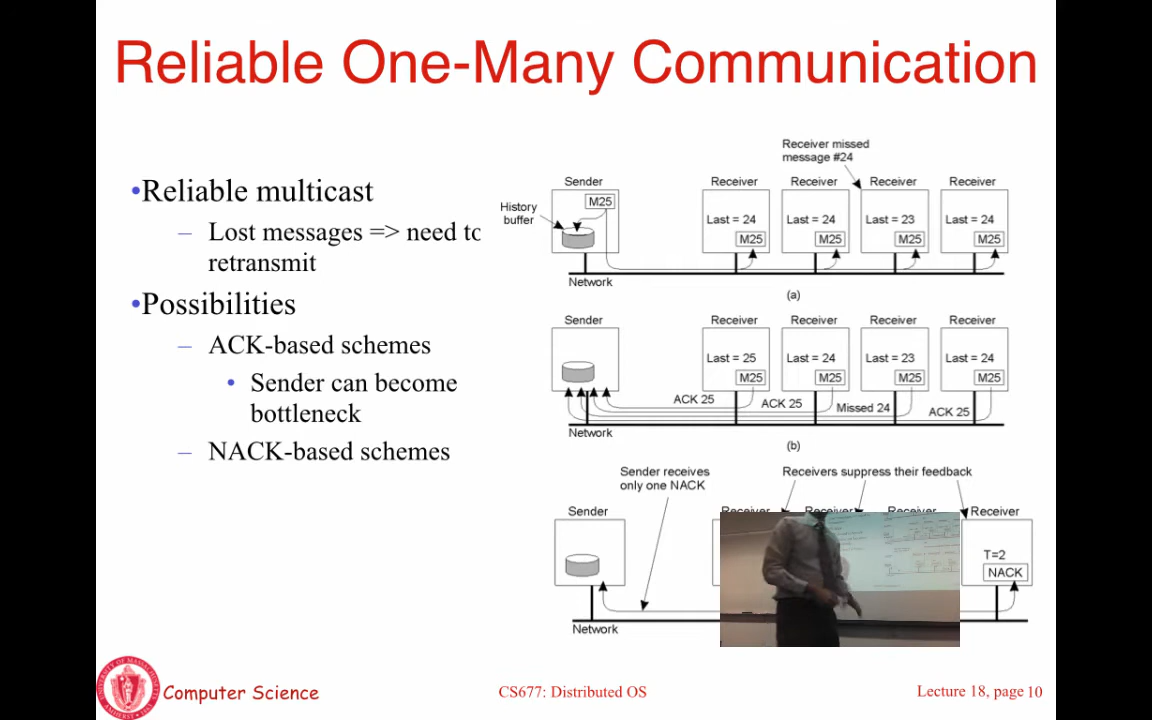 Reliable One-Many Communication
•Reliable multicast
– Lost messages => need to
retransmit
•Possibilities
– ACK-based schemes
• Sender can become
bottleneck
– NACK-based schemes
Receiver missed
message #24
Sender
Receiver
Receiver
Receiver
Receiver
History
buffer
M25
Last = 24
Last = 24
Last = 23
Last = 24
M25
M25
M25
M25
Network
(a)
Sender
Receiver
Receiver
Receiver
Receiver
Last = 25
Last = 24
Last = 23
Last = 24
M25
M25
M25
M25
ACK 25
ACK 25
Missed 24
ACK 25
Network
(b)
Sender receives
only one NACK
Receivers suppress their feedback
Sender
Receiver
Receiver
Receiver
Receiver
T=2
NACK
Network
Computer Science
CS677: Distributed OS
Lecture 18, page 10